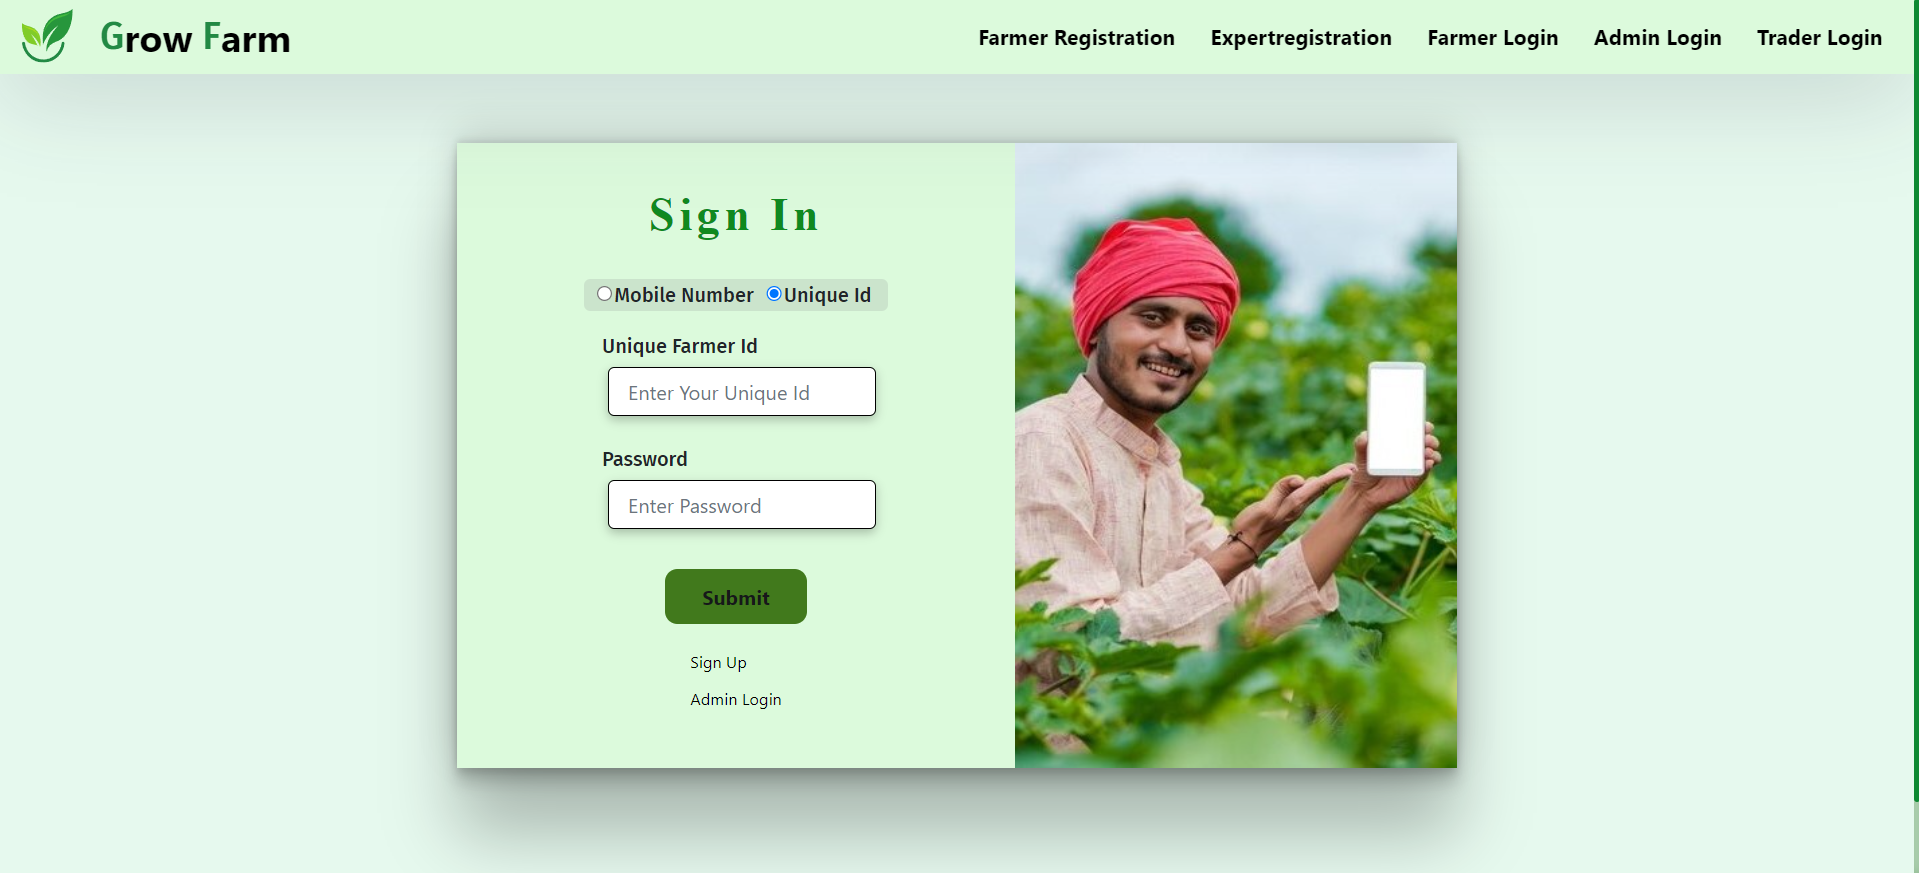 Grow Farm
Farmer Registration Expertregistration Farmer Login Admin Login Trader Login
Sign In
Mobile Number Unique Id
Unique Farmer Id
Enter Your Unique Id
Password
Enter Password
Submit
Sign Up
Admin Login